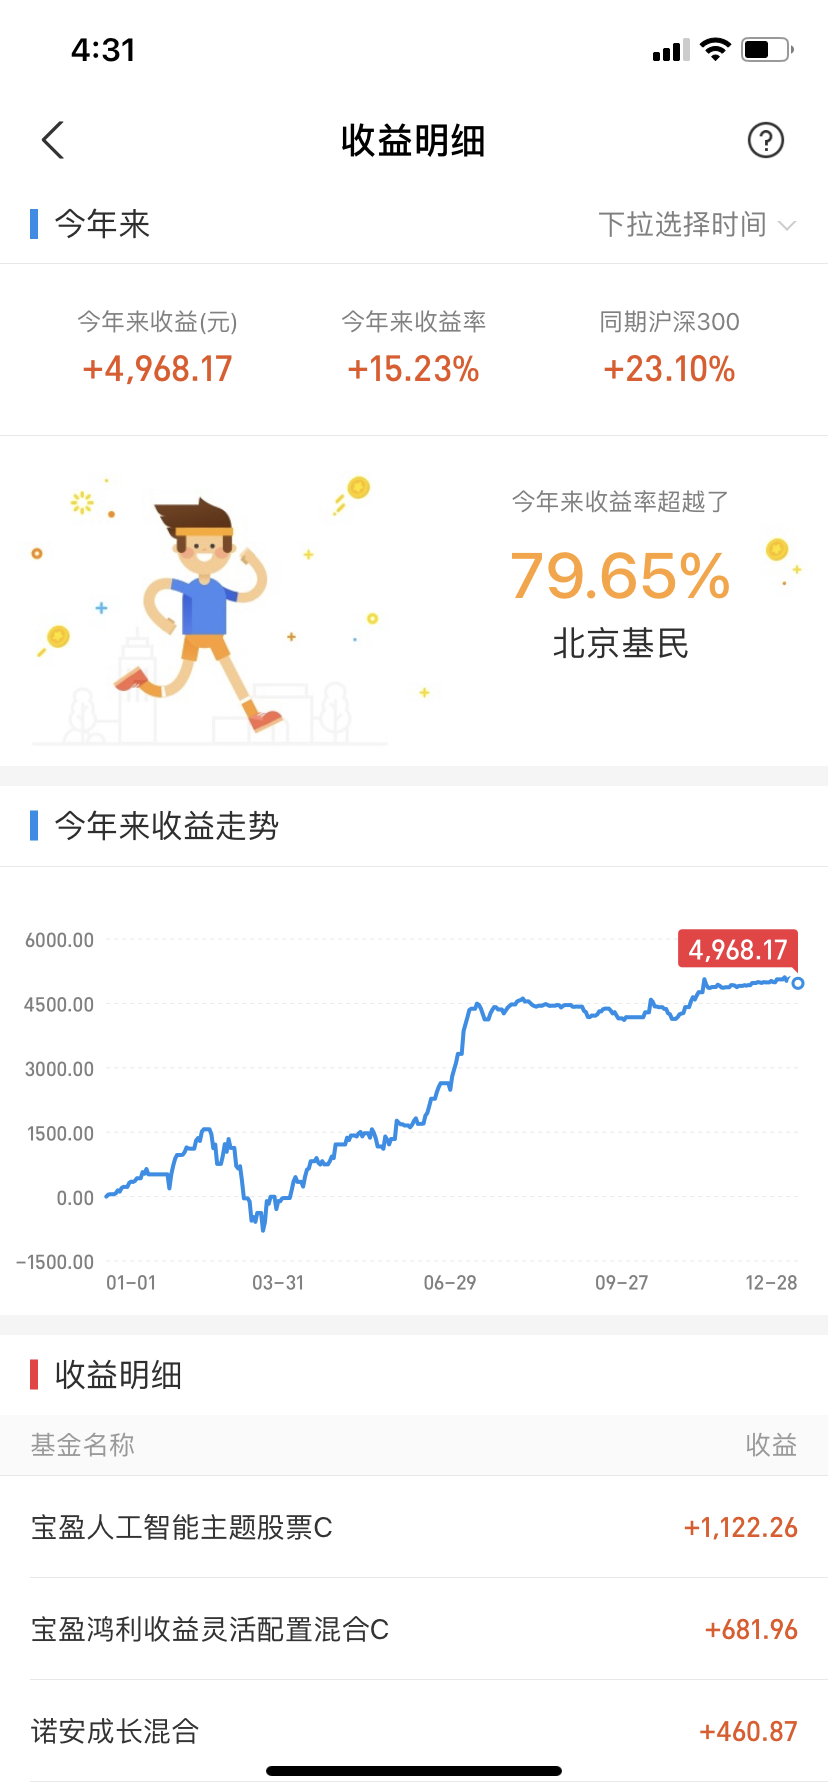 4:31
收益明细
今年来
下拉选择时间
今年来收益(元)
今年来收益率
同期沪深300
+4,968.17
+15.23%
+23.10%
今年来收益率超越了
79.65%
北京基民
今年来收益走势
6000.00
4,968.17
4500.00
3000.00
1500.00
0.00
-1500.00
01-01
03-31
06-29
09-27
12-28
收益明细
基金名称
收益
宝盈人工智能主题股票C
+1,122.26
宝盈鸿利收益灵活配置混合C
+681.96
诺安成长混合
+460.87